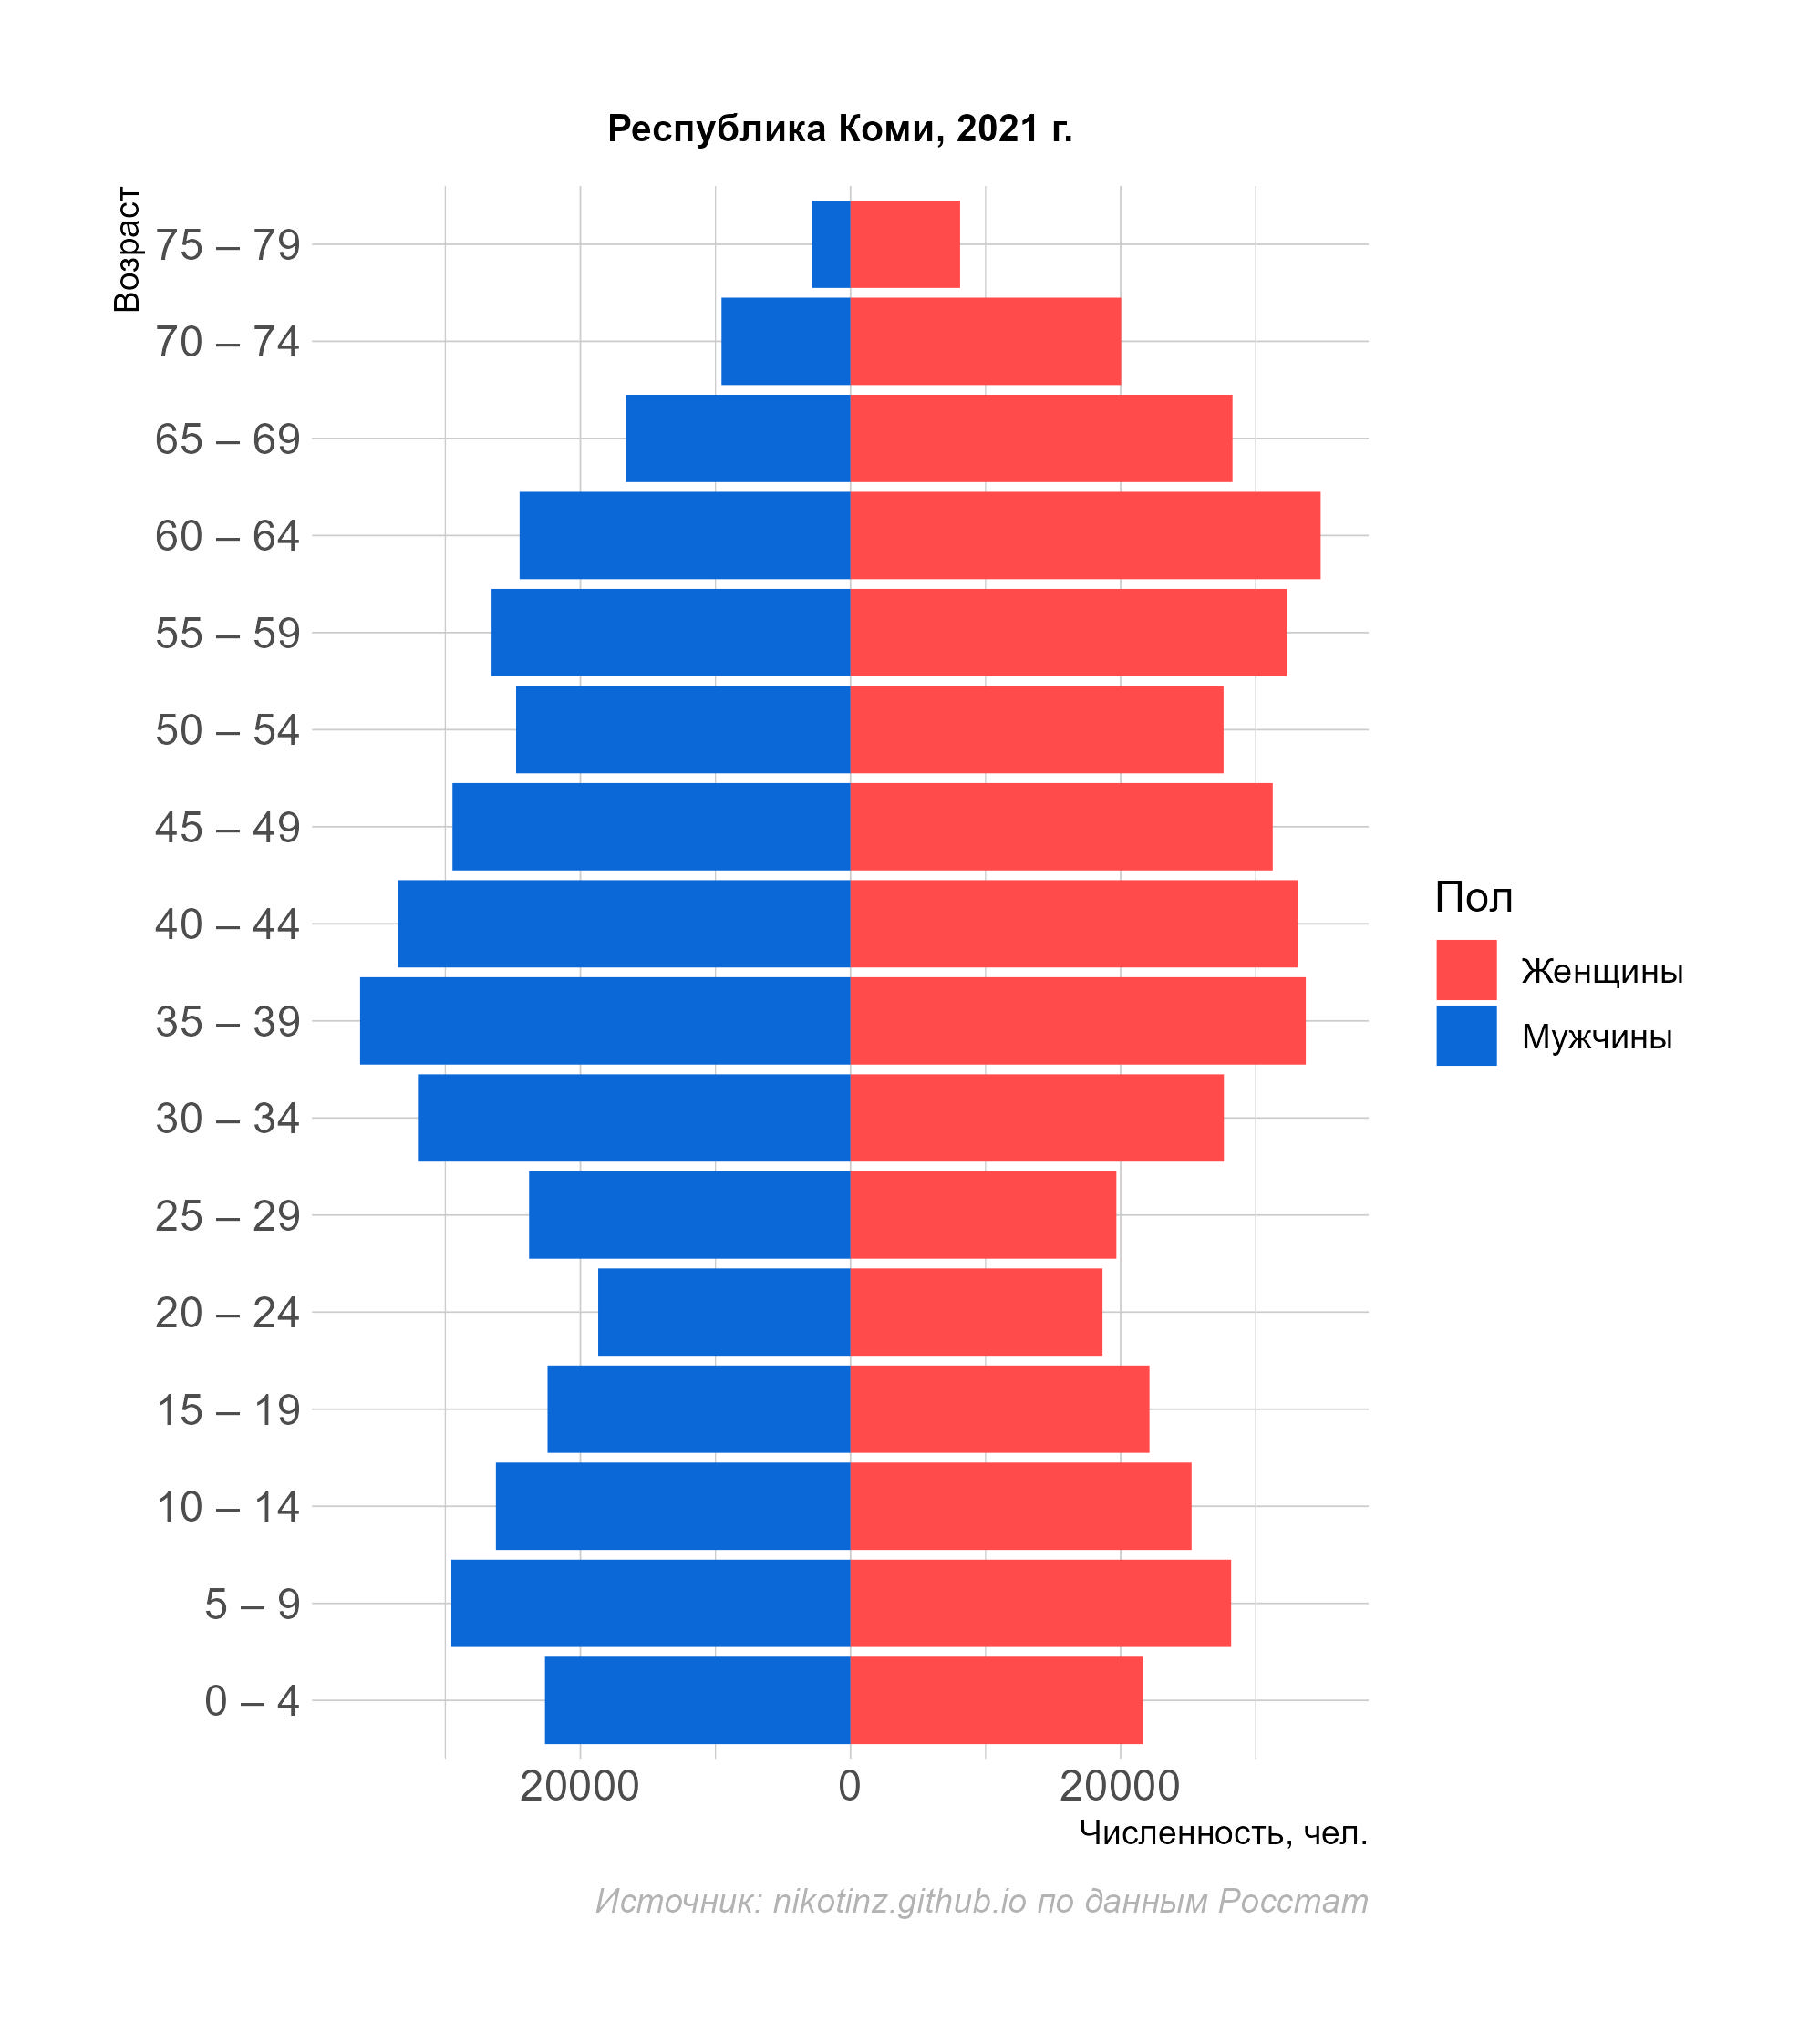 Республика Коми, 2021 г.
Возраст
75 – 79
70 – 74
65 – 69
60 – 64
55 – 59
50 – 54
45 – 49
40 – 44
35 – 39
30 – 34
25 – 29
20 – 24
15 – 19
10 – 14
5 – 9
0 – 4
20000 0 20000
Численность, чел.
Пол
Женщины
Мужчины
Источник: nikotinz.github.io по данным Росстат